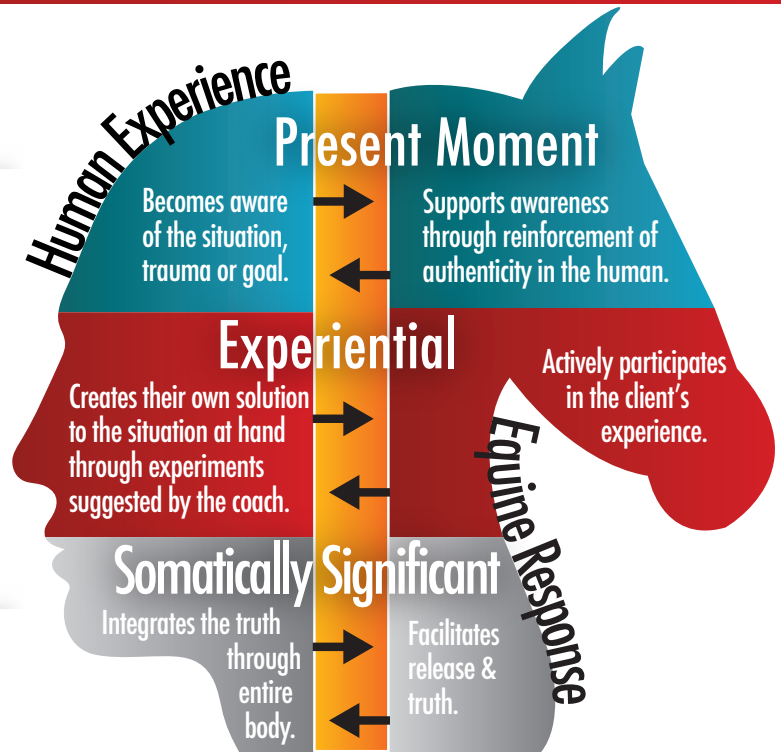 Human Experience
Present Moment
Becomes aware
of the situation,
trauma or goal.
Supports awareness
through reinforcement of
authenticity in the human.
Experiential
Creates their own solution
to the situation at hand
through experiments
suggested by the coach.
Actively participates
in the client's
experience.
Equine Response
Somatically Significant
Integrates the truth
through
entire
body.
Facilitates
release &
truth.